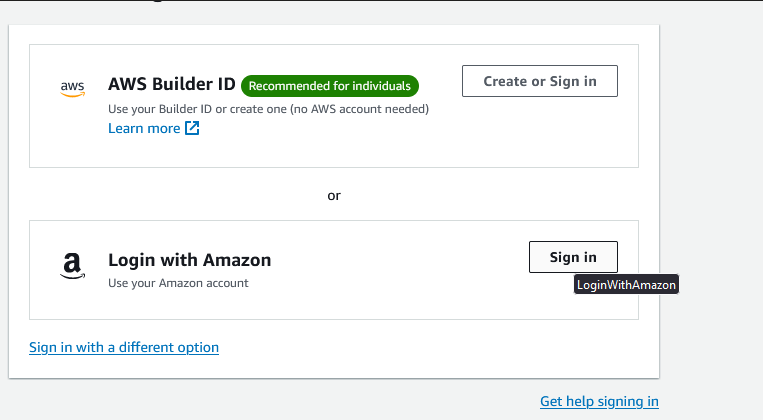 aws
AWS Builder ID Recommended for individuals
Create or Sign in
Use your Builder ID or create one (no AWS account needed)
Learn more
or
a
Login with Amazon
Sign in
Use your Amazon account
LoginWithAmazon
Sign in with a different option
Get help signing in